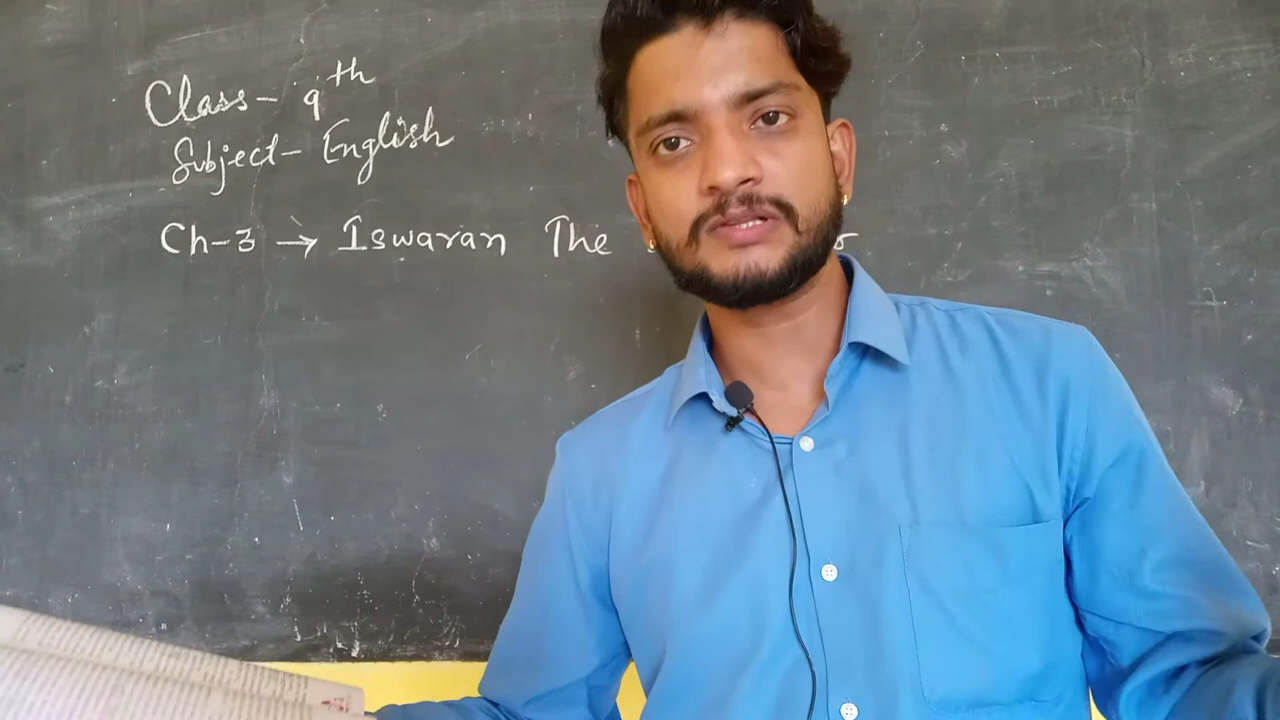 Class- 9th
Subject- English
Ch-3 → Iswaran The